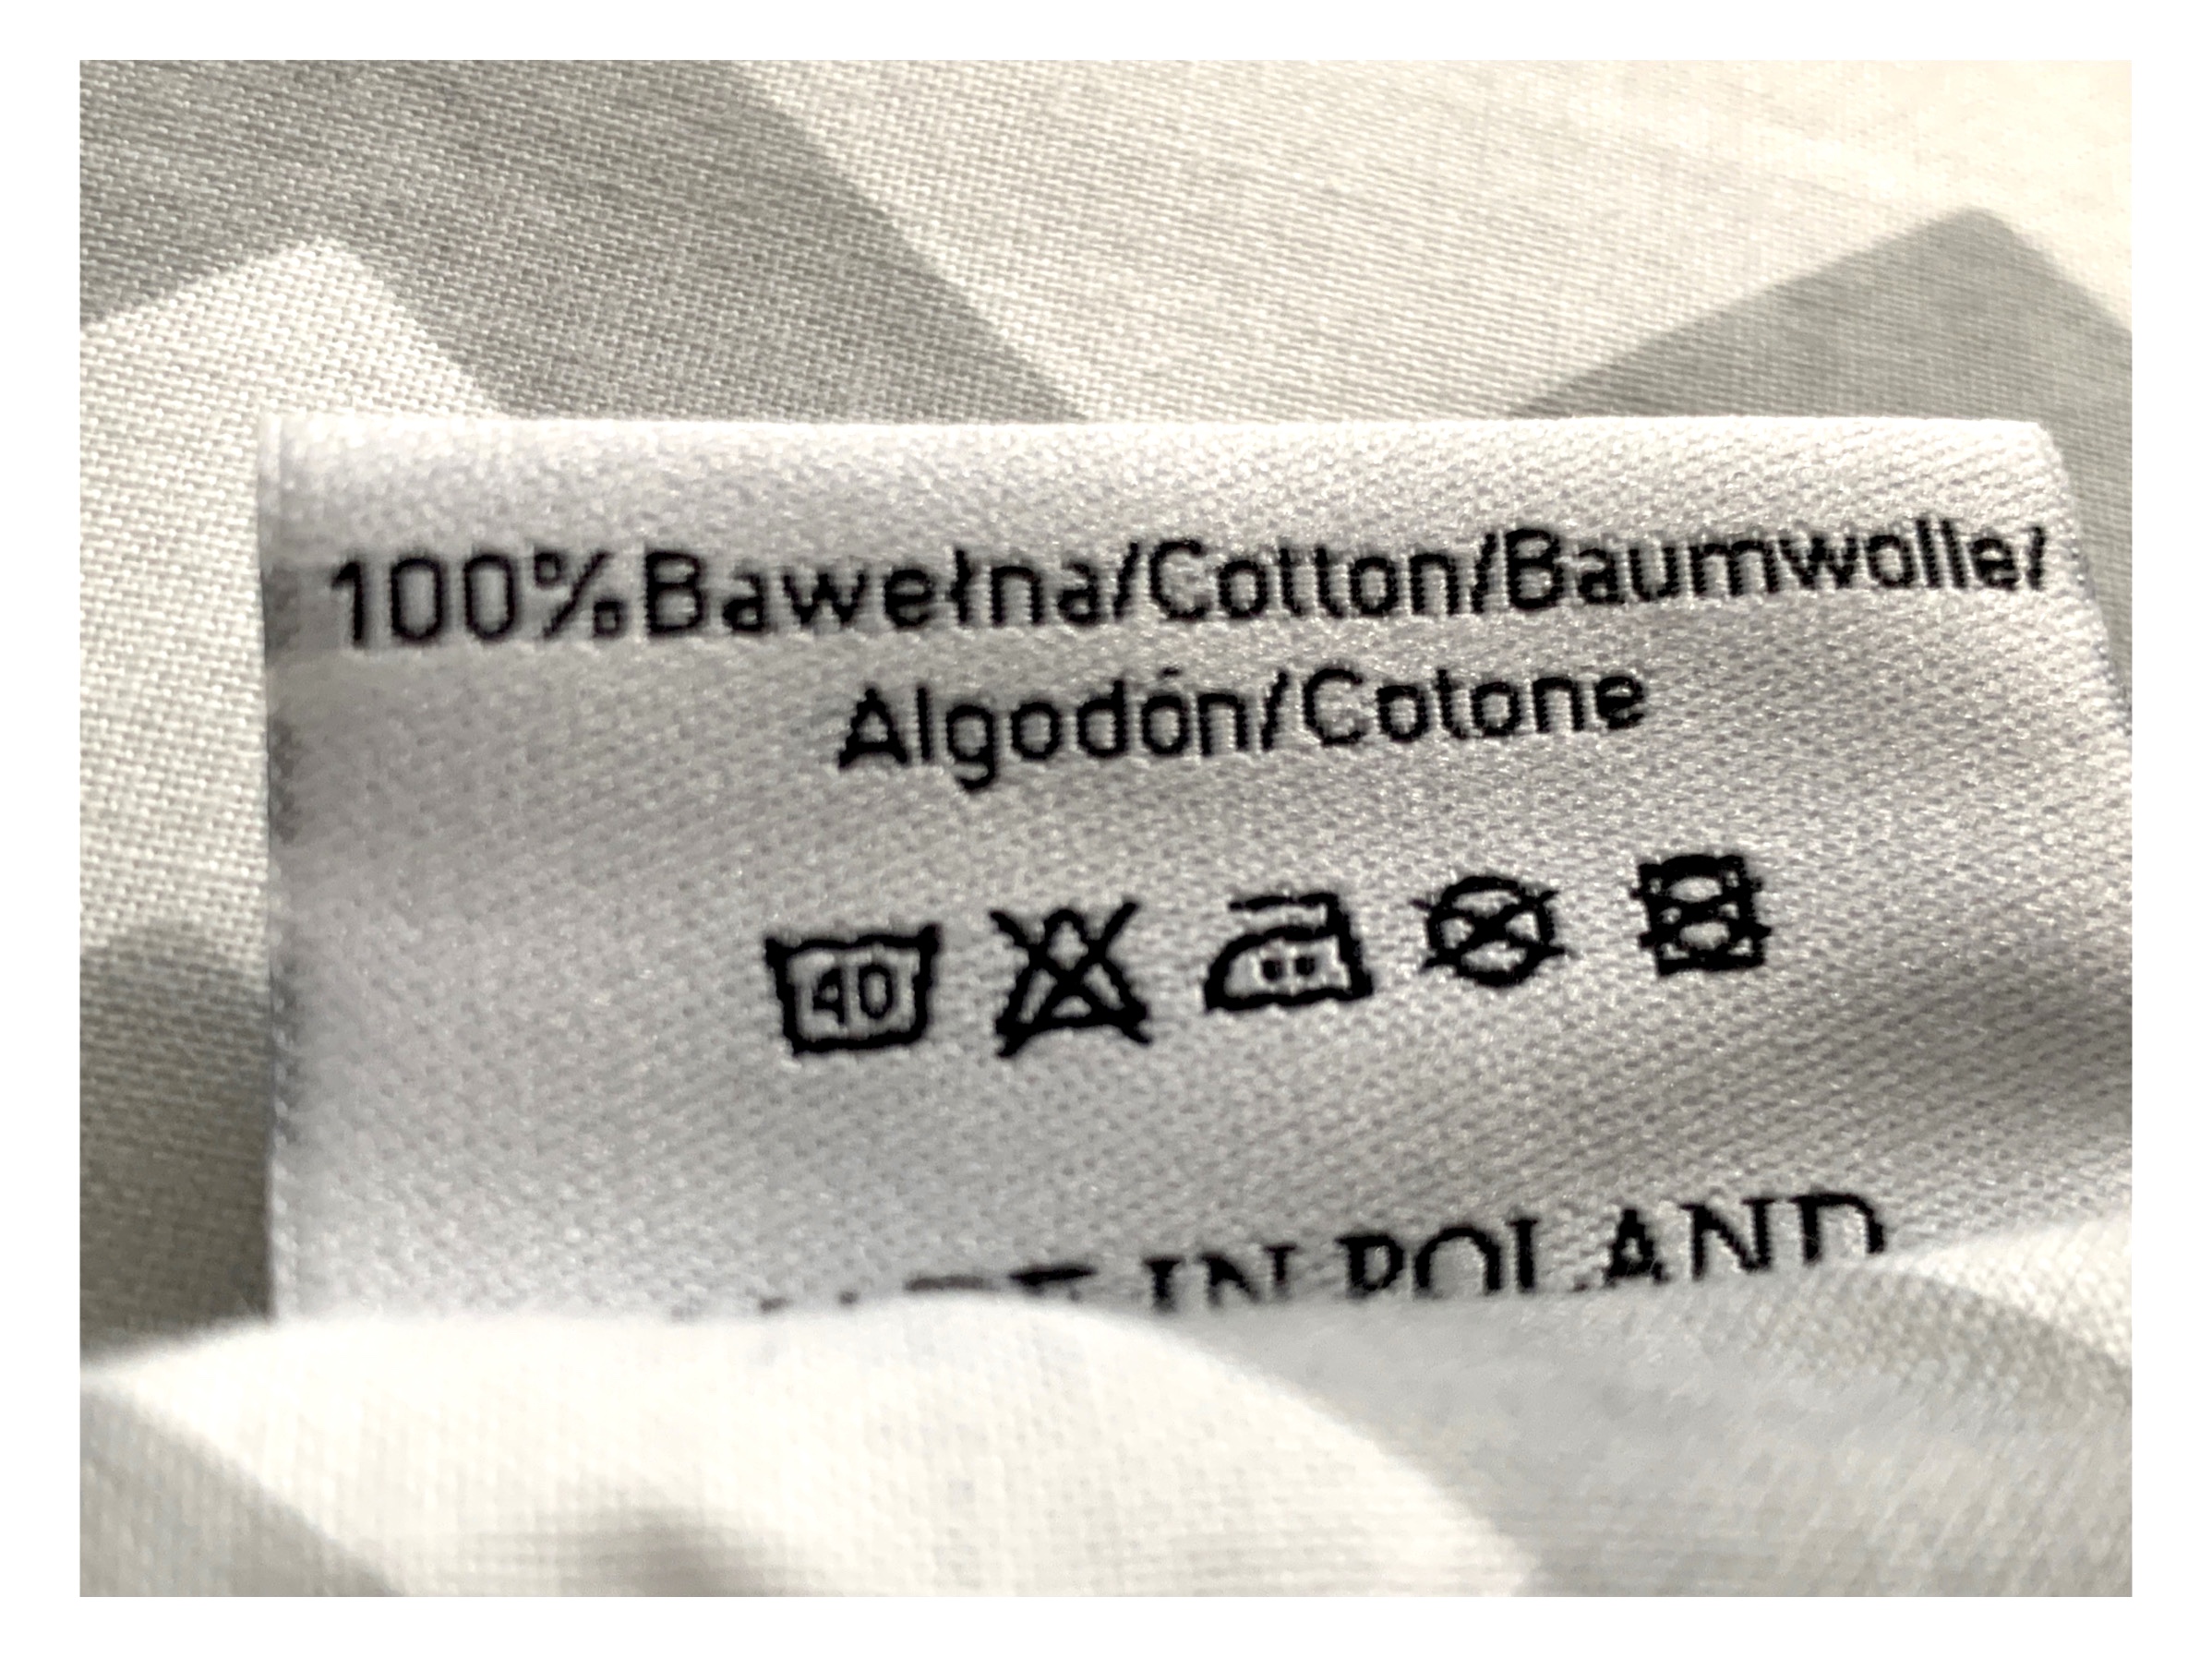 100%Bawełna/Cotton/Baumwolle/
Algodón/Cotone
40
IN POLAND